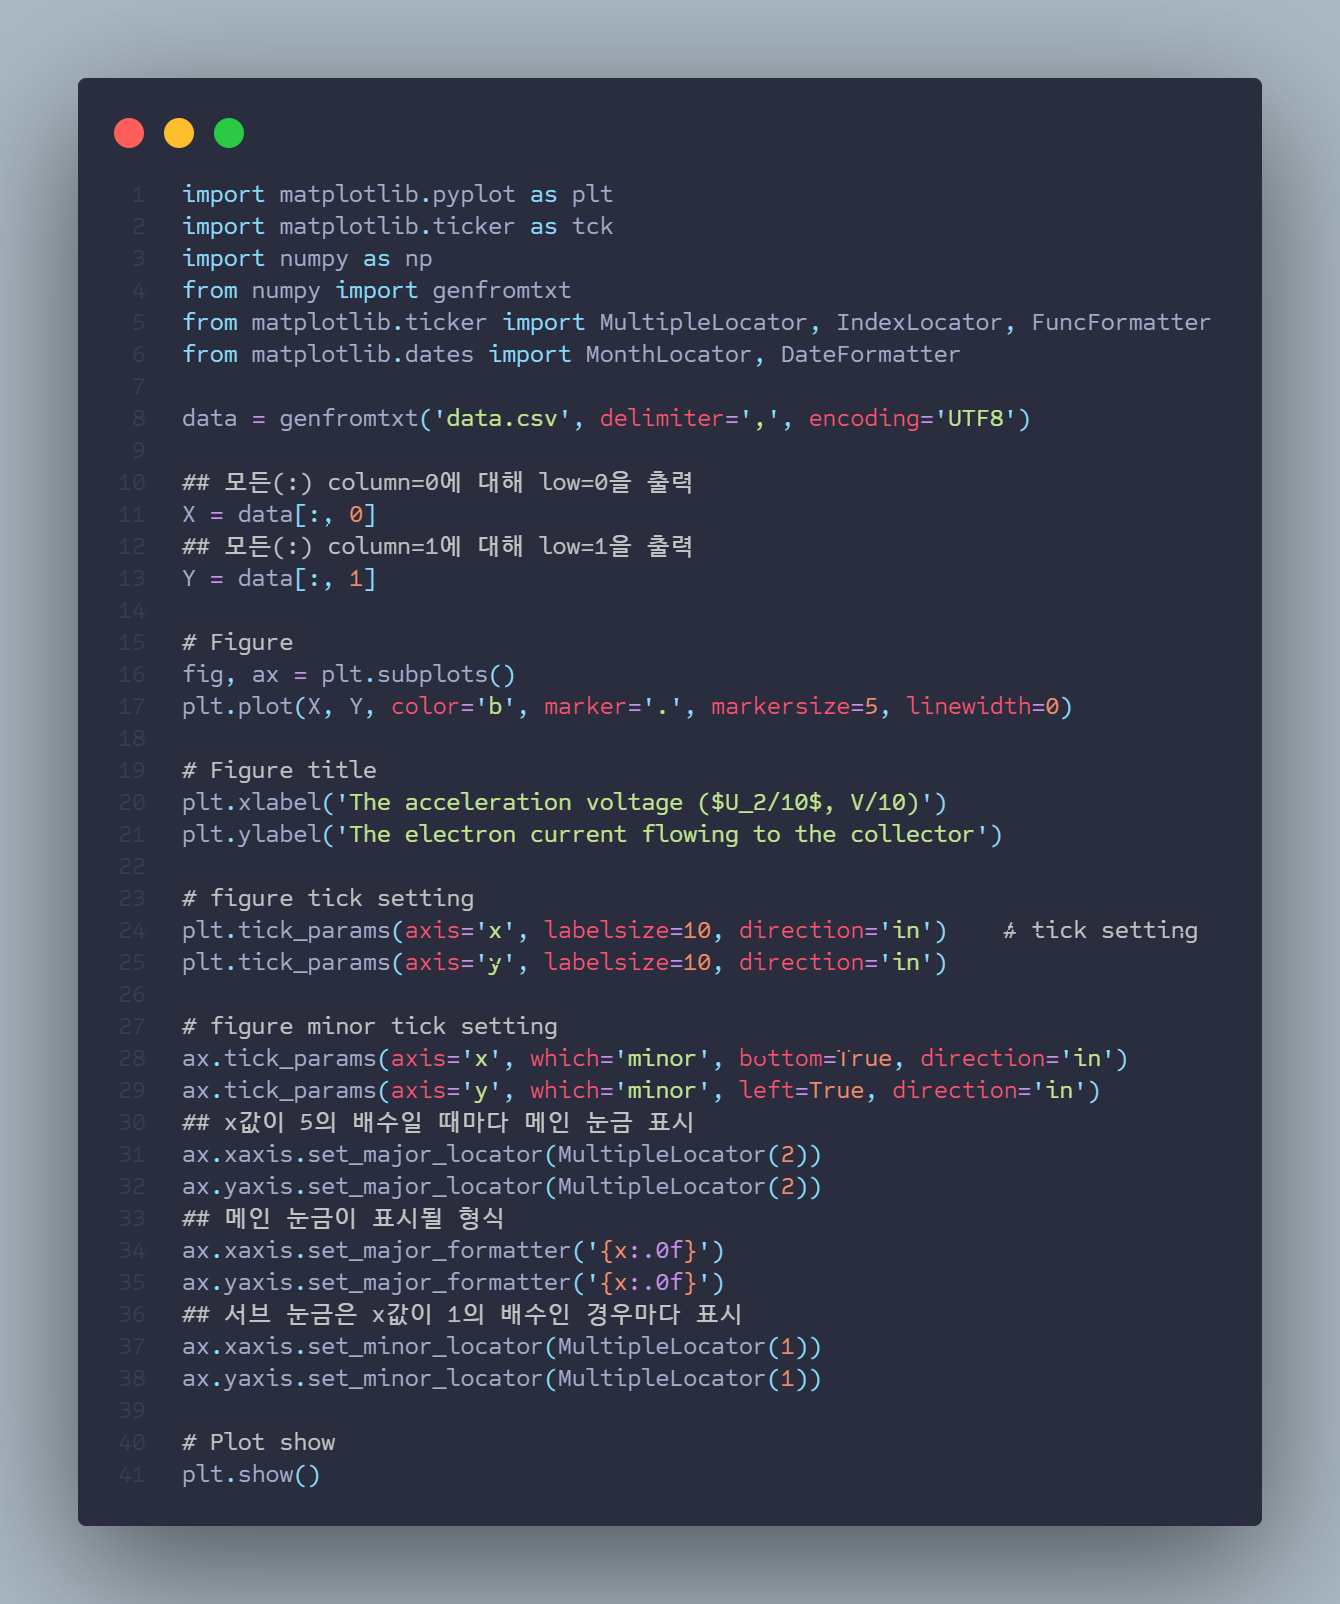 1 import matplotlib.pyplot as plt
2 import matplotlib.ticker as tck
3 import numpy as np
4 from numpy import genfromtxt
5 from matplotlib.ticker import MultipleLocator, IndexLocator, FuncFormatter
6 from matplotlib.dates import MonthLocator, DateFormatter
7
8 data = genfromtxt('data.csv', delimiter=',', encoding='UTF8')
9
10 ## 모든(:) column=0에 대해 low=0을 출력
11 X = data[:, 0]
12 ## 모든(:) column=1에 대해 low=1을 출력
13 Y = data[:, 1]
14
15 # Figure
16 fig, ax = plt.subplots()
17 plt.plot(X, Y, color='b', marker='.', markersize=5, linewidth=0)
18
19 # Figure title
20 plt.xlabel('The acceleration voltage ($U_2/10$, V/10)')
21 plt.ylabel('The electron current flowing to the collector')
22
23 # figure tick setting
24 plt.tick_params(axis='x', labelsize=10, direction='in')    # tick setting
25 plt.tick_params(axis='y', labelsize=10, direction='in')
26
27 # figure minor tick setting
28 ax.tick_params(axis='x', which='minor', bottom=True, direction='in')
29 ax.tick_params(axis='y', which='minor', left=True, direction='in')
30 ## x값이 5의 배수일 때마다 메인 눈금 표시
31 ax.xaxis.set_major_locator(MultipleLocator(2))
32 ax.yaxis.set_major_locator(MultipleLocator(2))
33 ## 메인 눈금이 표시될 형식
34 ax.xaxis.set_major_formatter('{x:.0f}')
35 ax.yaxis.set_major_formatter('{x:.0f}')
36 ## 서브 눈금은 x값이 1의 배수인 경우마다 표시
37 ax.xaxis.set_minor_locator(MultipleLocator(1))
38 ax.yaxis.set_minor_locator(MultipleLocator(1))
39
40 # Plot show
41 plt.show()